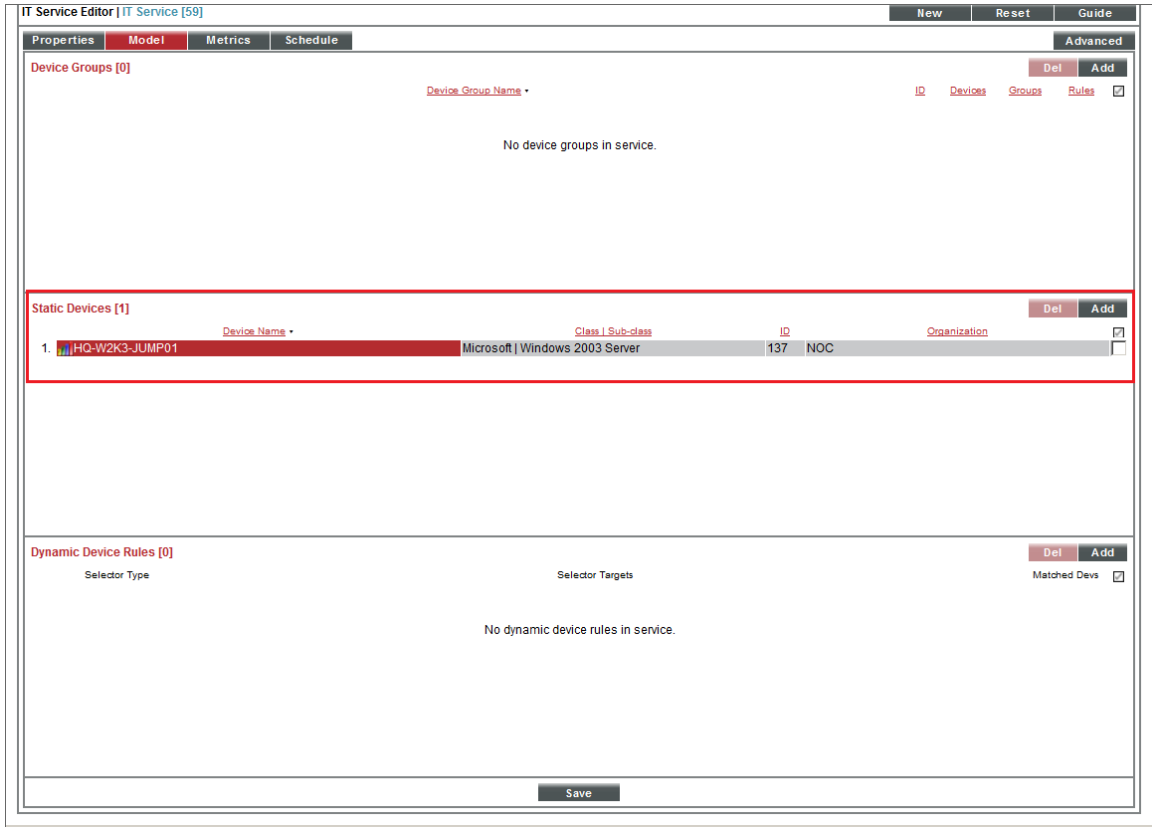 IT Service Editor | IT Service [59] New Reset Guide
Properties Model Metrics Schedule Advanced
Device Groups [0] Del Add
Device Group Name ID Devices Groups Rules
No device groups in service.
Static Devices [1] Del Add
Device Name Class | Sub-class ID Organization
1. HQ-W2K3-JUMP01 Microsoft | Windows 2003 Server 137 NOC
Dynamic Device Rules [0] Del Add
Selector Type Selector Targets Matched Devs
No dynamic device rules in service.
Save